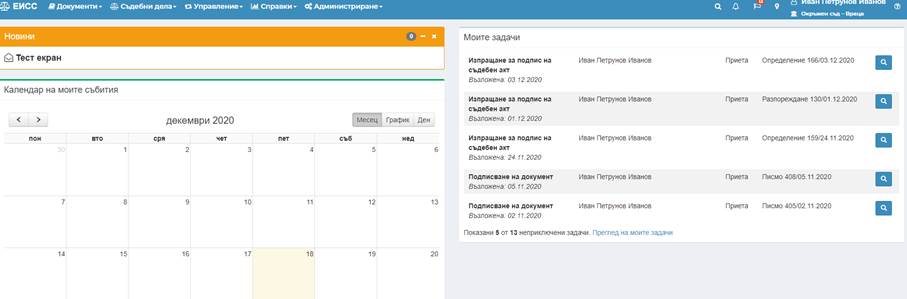 ЕИСС Документи Съдебни дела Управление Справки Администриране
Иван Петрунов Иванов
Окръжен съд - Враца
Новини 0
Тест екран
Календар на моите събития
декември 2020 Месец График Ден
пон вто сря чет пет съб нед
30 1 2 3 4 5 6
7 8 9 10 11 12 13
14 15 16 17 18 19 20
Моите задачи
Изпращане за подпис на съдебен акт Иван Петрунов Иванов Приета Определение 166/03.12.2020
Възложена: 03.12.2020
Изпращане за подпис на съдебен акт Иван Петрунов Иванов Приета Разпореждане 130/01.12.2020
Възложена: 01.12.2020
Изпращане за подпис на съдебен акт Иван Петрунов Иванов Приета Определение 159/24.11.2020
Възложена: 24.11.2020
Подписване на документ Иван Петрунов Иванов Приета Писмо 408/05.11.2020
Възложена: 05.11.2020
Подписване на документ Иван Петрунов Иванов Приета Писмо 405/02.11.2020
Възложена: 02.11.2020
Показани 5 от 13 неприключени задачи. Преглед на моите задачи